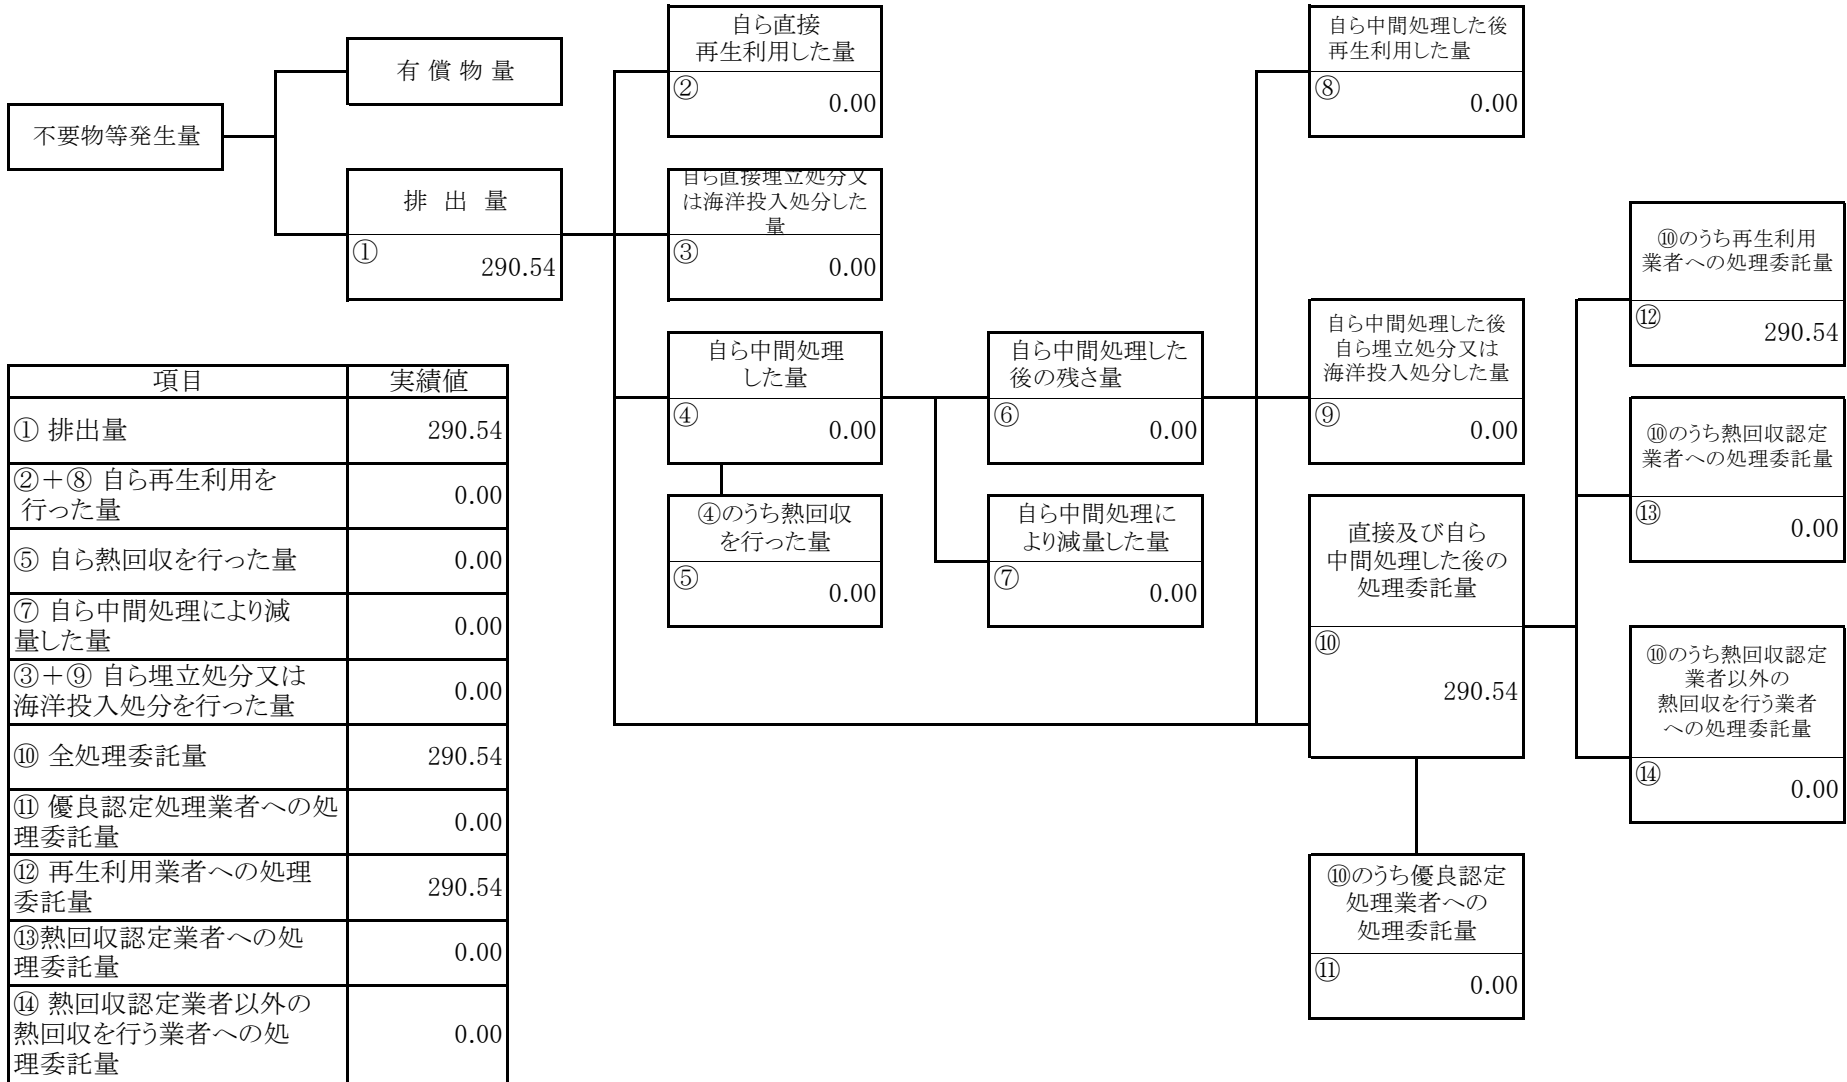 不要物等発生量
有償物量
排出量
①
290.54
自ら直接
再生利用した量
②
0.00
自ら直接埋立処分又
は海洋投入処分した
量
③
0.00
自ら中間処理
した量
④
0.00
④のうち熱回収
を行った量
⑤
0.00
自ら中間処理した
後の残さ量
⑥
0.00
自ら中間処理に
より減量した量
⑦
0.00
自ら中間処理した後
再生利用した量
⑧
0.00
自ら中間処理した後
自ら埋立処分又は
海洋投入処分した量
⑨
0.00
直接及び自ら
中間処理した後の
処理委託量
⑩
290.54
⑩のうち優良認定
処理業者への
処理委託量
⑪
0.00
⑩のうち再生利用
業者への処理委託量
⑫
290.54
⑩のうち熱回収認定
業者への処理委託量
⑬
0.00
⑩のうち熱回収認定
業者以外の
熱回収を行う業者
への処理委託量
⑭
0.00
項目 実績値
① 排出量 290.54
②＋⑧ 自ら再生利用を
行った量 0.00
⑤ 自ら熱回収を行った量 0.00
⑦ 自ら中間処理により減
量した量 0.00
③＋⑨ 自ら埋立処分又は
海洋投入処分を行った量 0.00
⑩ 全処理委託量 290.54
⑪ 優良認定処理業者への処
理委託量 0.00
⑫ 再生利用業者への処理
委託量 290.54
⑬熱回収認定業者への処
理委託量 0.00
⑭ 熱回収認定業者以外の
熱回収を行う業者への処
理委託量 0.00